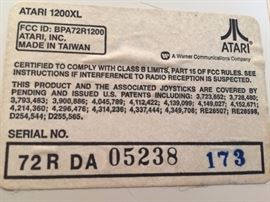 ATARI 1200XL
FCC ID: BPA72R1200
ATARI, INC.
MADE IN TAIWAN
ATARI
A Warner Communications Company
CERTIFIED TO COMPLY WITH CLASS B LIMITS, PART 15 OF FCC RULES. SEE
INSTRUCTIONS IF INTERFERENCE TO RADIO RECEPTION IS SUSPECTED.
THIS PRODUCT AND THE ASSOCIATED JOYSTICKS ARE COVERED BY
PENDING AND ISSUED U.S. PATENTS INCLUDING: 3,723,652; 3,728,480;
3,793,483; 3,900,886; 4,045,789; 4,112,422; 4,139,089; 4,149,027; 4,152,671;
4,214,360; 4,296,476; 4,314,236; 4,337,444; 4,349,708; RE28507; RE28598,
D254,544; D255,565.
SERIAL NO.
72R DA 05238 173